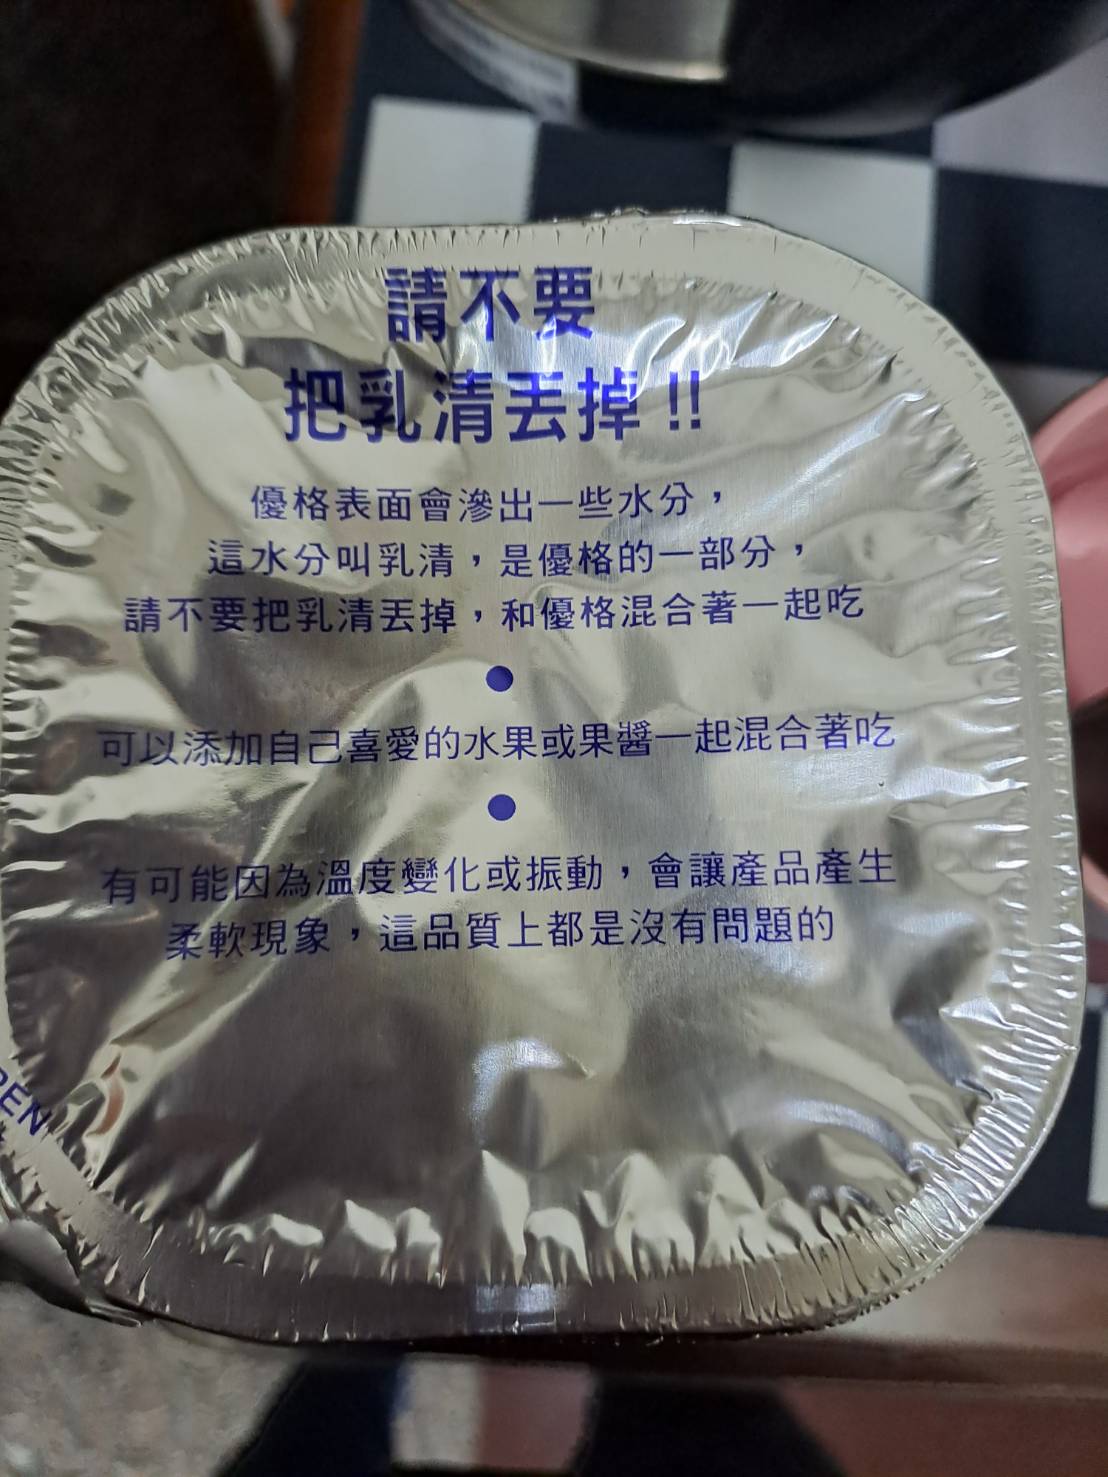 請不要
把乳清丟掉!!
優格表面會滲出一些水分，
這水分叫乳清，是優格的一部分，
請不要把乳清丟掉，和優格混合著一起吃
●
可以添加自己喜愛的水果或果醬一起混合著吃
●
有可能因為溫度變化或振動，會讓產品產生
柔軟現象，這品質上都是沒有問題的